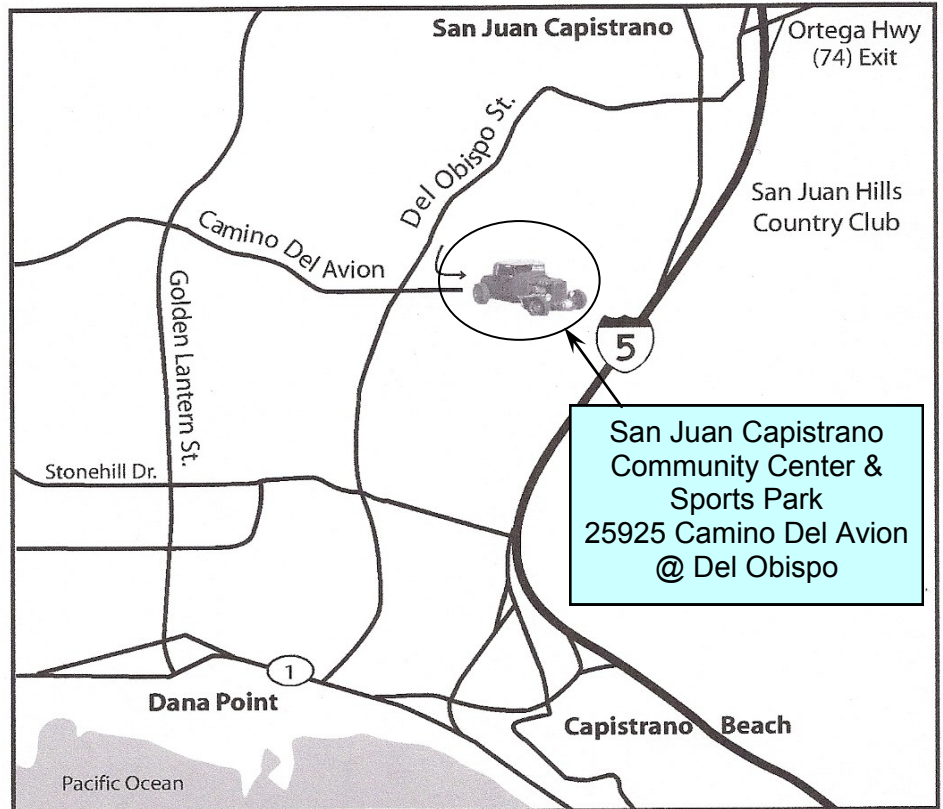 San Juan Capistrano
Ortega Hwy
(74) Exit
Del Obispo St.
San Juan Hills
Country Club
Camino Del Avion
Golden Lantern St.
5
San Juan Capistrano
Community Center &
Sports Park
25925 Camino Del Avion
@ Del Obispo
Stonehill Dr.
1
Dana Point
Capistrano Beach
Pacific Ocean